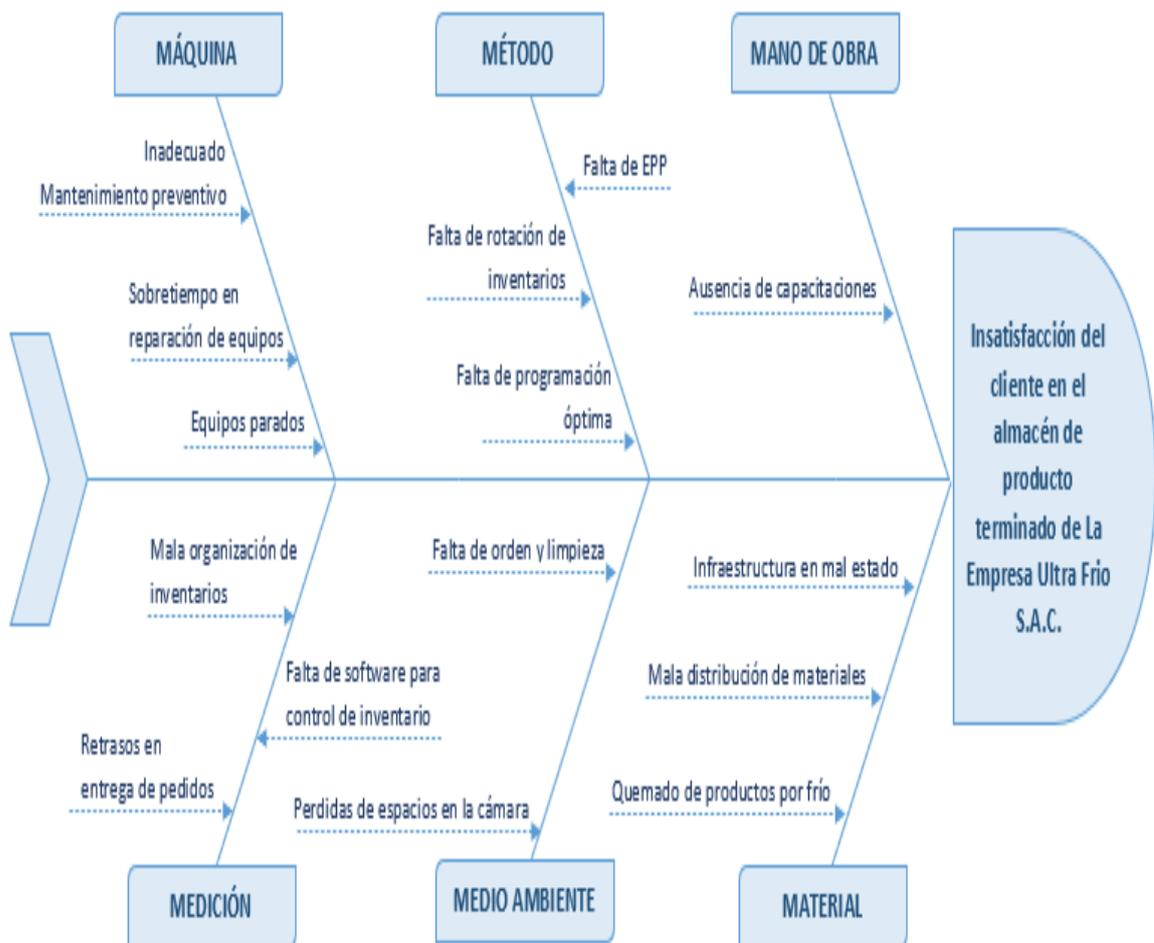 MÁQUINA
MÉTODO
MANO DE OBRA
Inadecuado
Mantenimiento preventivo
Sobretiempo en
reparación de equipos
Equipos parados
Falta de EPP
Falta de rotación de
inventarios
Falta de programación
óptima
Ausencia de capacitaciones
Insatisfacción del
cliente en el
almacén de
producto
terminado de La
Empresa Ultra Frio
S.A.C.
Mala organización de
inventarios
Falta de software para
control de inventario
Retrasos en
entrega de pedidos
Falta de orden y limpieza
Perdidas de espacios en la cámara
Infraestructura en mal estado
Mala distribución de materiales
Quemado de productos por frío
MEDICIÓN
MEDIO AMBIENTE
MATERIAL